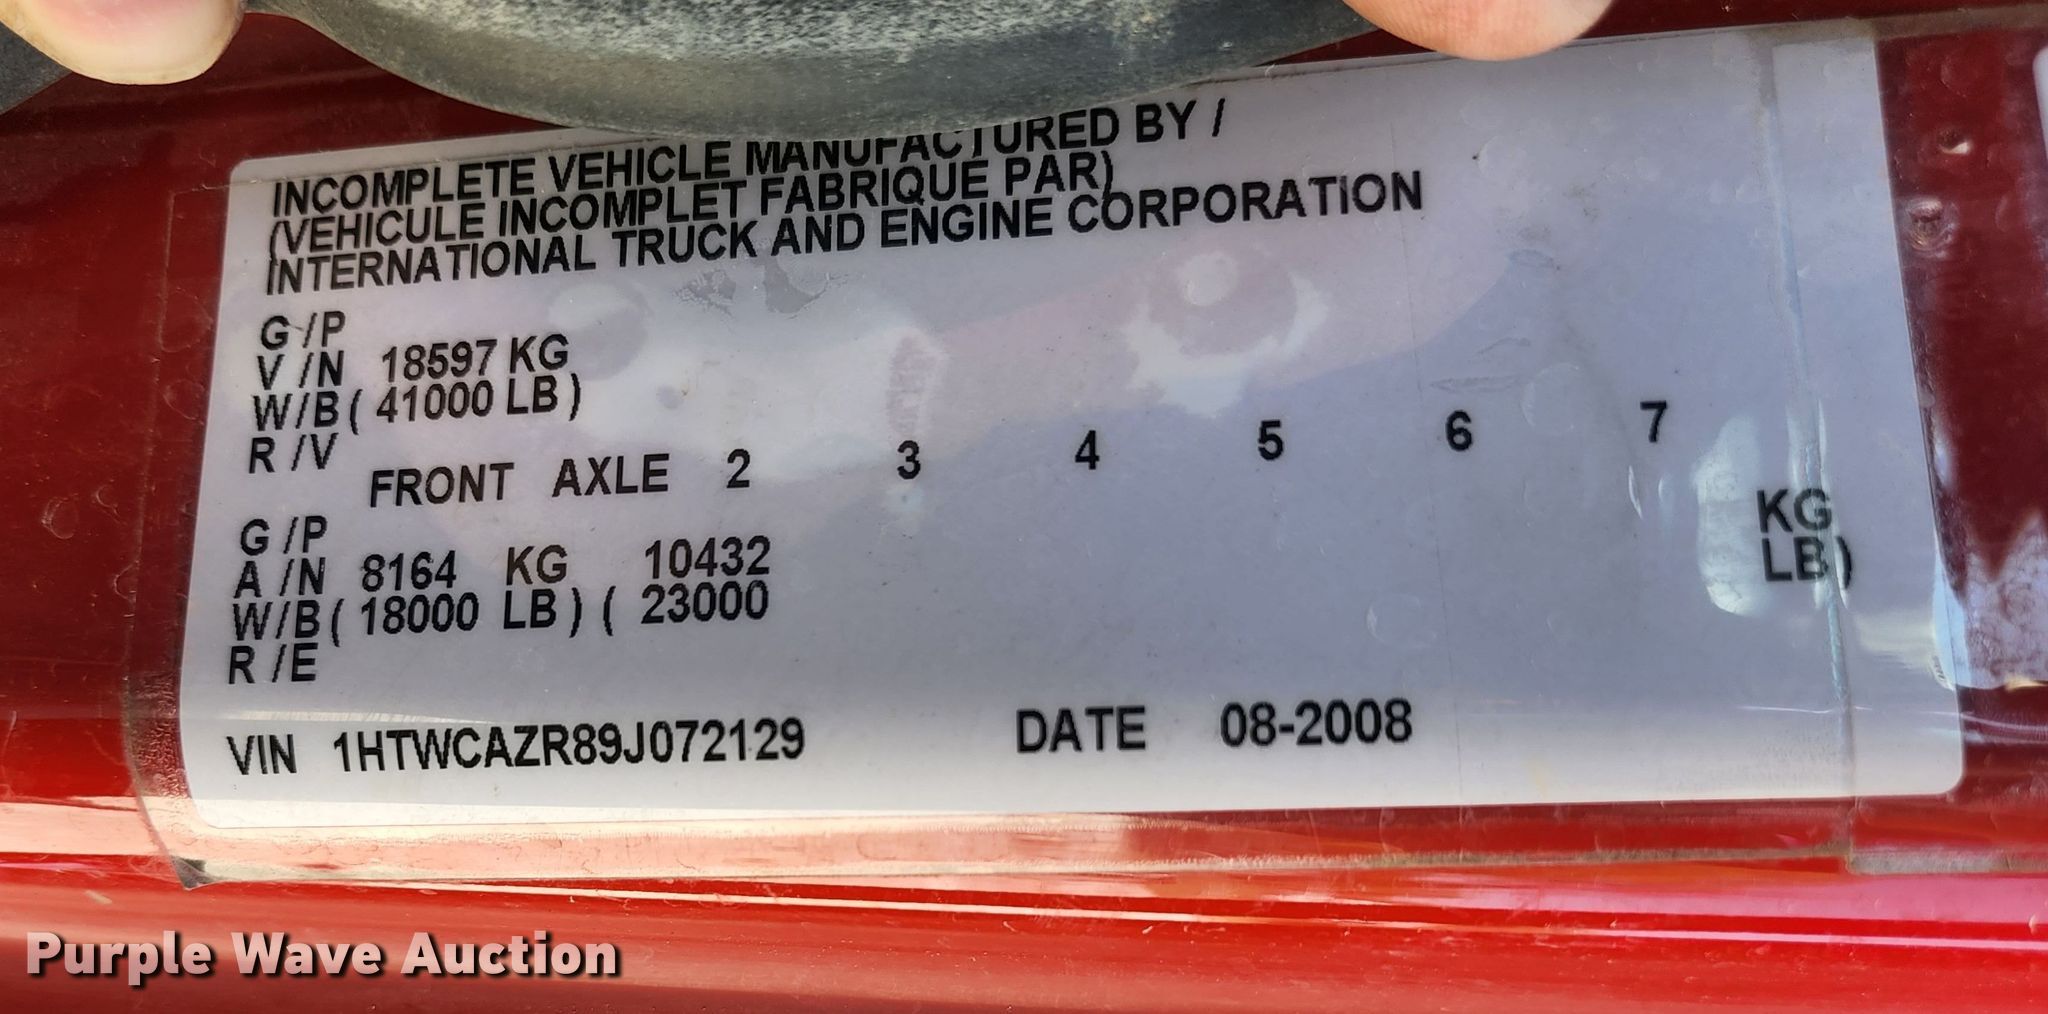 INCOMPLETE VEHICLE MANUFACTURED BY /
(VEHICULE INCOMPLET FABRIQUE PAR)
INTERNATIONAL TRUCK AND ENGINE CORPORATION
G /P
V /N 18597 KG
W/B ( 41000 LB )
R /V
FRONT AXLE 2 3 4 5 6 7
G /P
A /N 8164 KG 10432 KG
W/B ( 18000 LB ) ( 23000 LB )
R /E
VIN 1HTWCAZR89J072129 DATE 08-2008
Purple Wave Auction